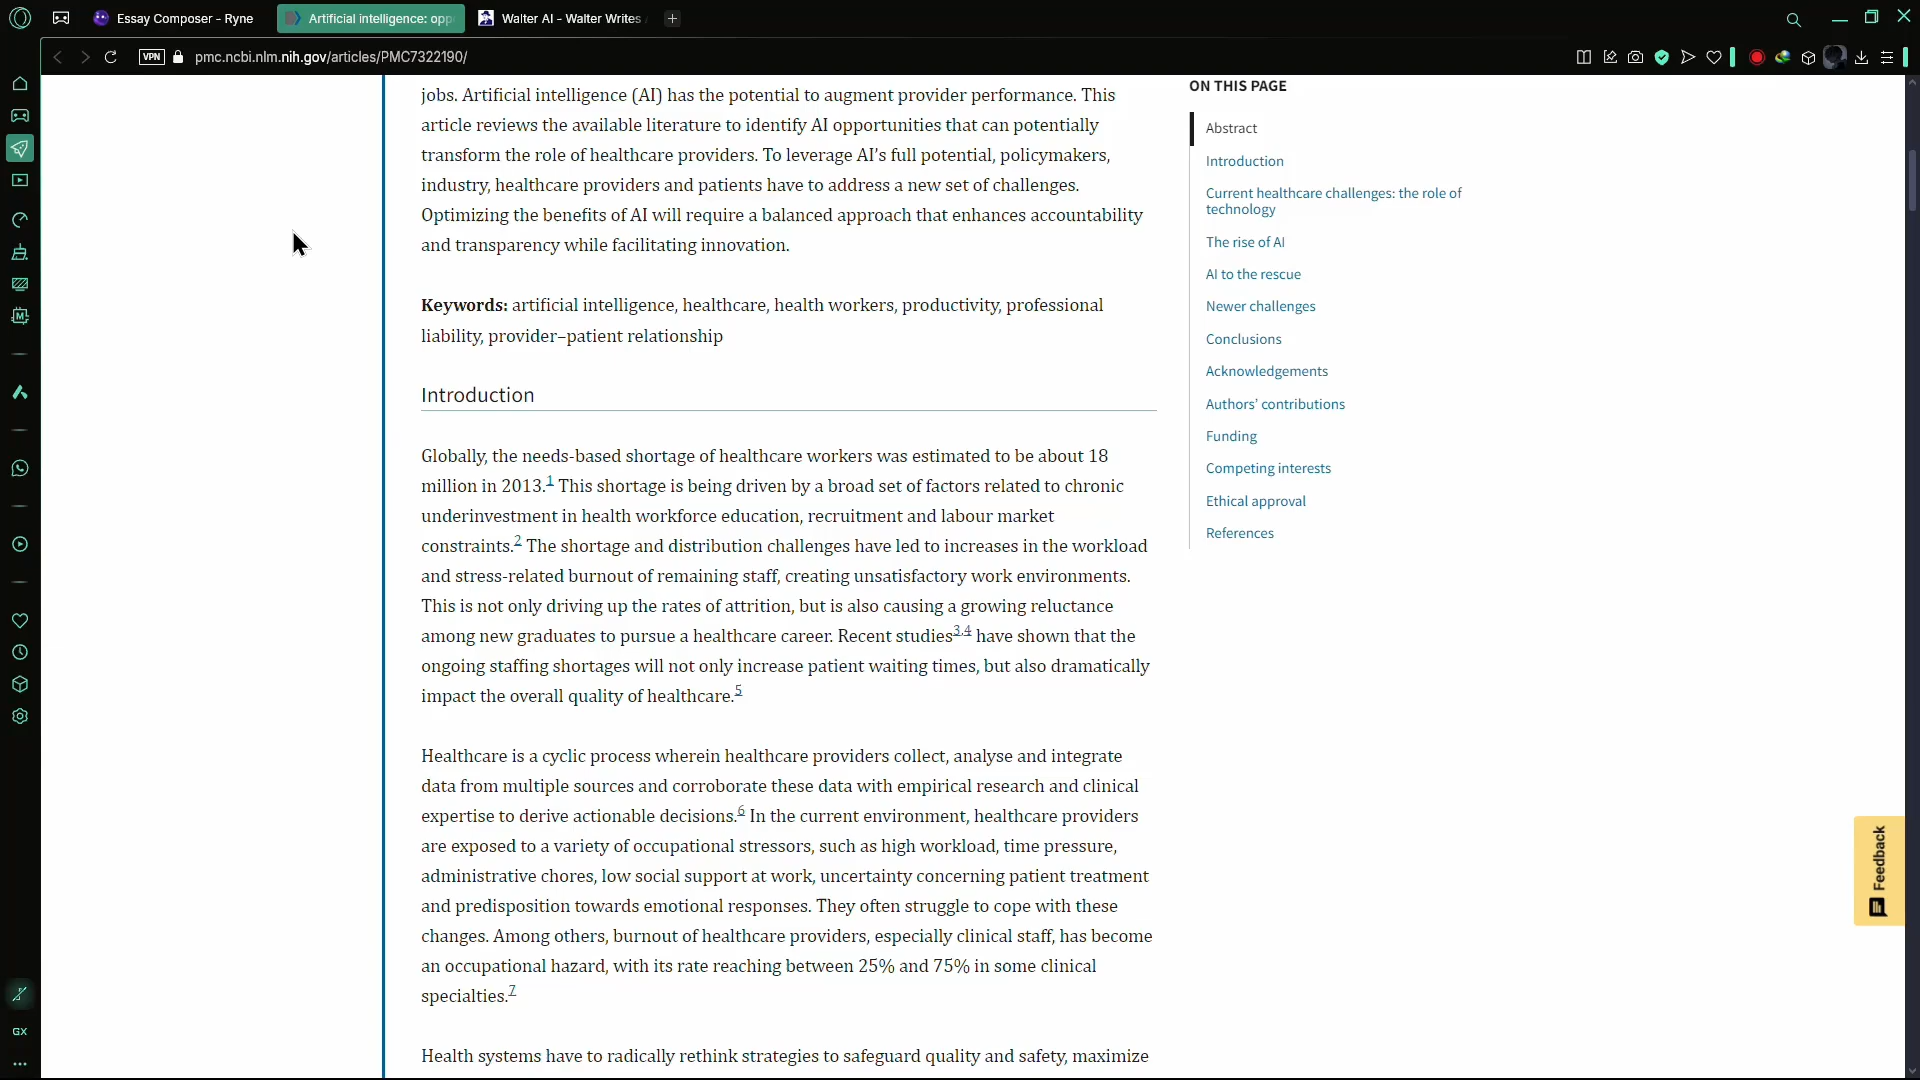 Essay Composer - Ryne
Artificial intelligence: opp
Walter AI - Walter Writes
VPN
pmc.ncbi.nlm.nih.gov/articles/PMC7322190/
jobs. Artificial intelligence (AI) has the potential to augment provider performance. This
article reviews the available literature to identify AI opportunities that can potentially
transform the role of healthcare providers. To leverage AI’s full potential, policymakers,
industry, healthcare providers and patients have to address a new set of challenges.
Optimizing the benefits of AI will require a balanced approach that enhances accountability
and transparency while facilitating innovation.
Keywords: artificial intelligence, healthcare, health workers, productivity, professional
liability, provider–patient relationship
Introduction
Globally, the needs-based shortage of healthcare workers was estimated to be about 18
million in 2013.1 This shortage is being driven by a broad set of factors related to chronic
underinvestment in health workforce education, recruitment and labour market
constraints.2 The shortage and distribution challenges have led to increases in the workload
and stress-related burnout of remaining staff, creating unsatisfactory work environments.
This is not only driving up the rates of attrition, but is also causing a growing reluctance
among new graduates to pursue a healthcare career. Recent studies3,4 have shown that the
ongoing staffing shortages will not only increase patient waiting times, but also dramatically
impact the overall quality of healthcare.5
Healthcare is a cyclic process wherein healthcare providers collect, analyse and integrate
data from multiple sources and corroborate these data with empirical research and clinical
expertise to derive actionable decisions.6 In the current environment, healthcare providers
are exposed to a variety of occupational stressors, such as high workload, time pressure,
administrative chores, low social support at work, uncertainty concerning patient treatment
and predisposition towards emotional responses. They often struggle to cope with these
changes. Among others, burnout of healthcare providers, especially clinical staff, has become
an occupational hazard, with its rate reaching between 25% and 75% in some clinical
specialties.7
Health systems have to radically rethink strategies to safeguard quality and safety, maximize
ON THIS PAGE
Abstract
Introduction
Current healthcare challenges: the role of
technology
The rise of AI
AI to the rescue
Newer challenges
Conclusions
Acknowledgements
Authors’ contributions
Funding
Competing interests
Ethical approval
References
Feedback
M
GX